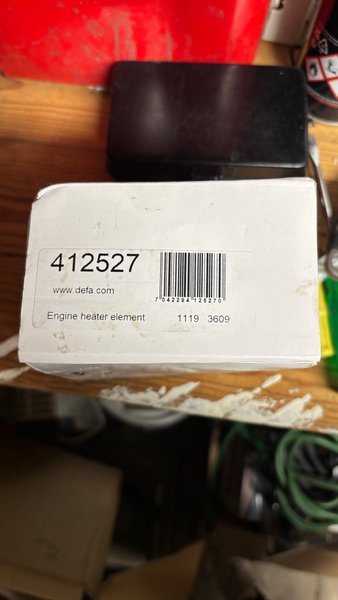 412527
www.defa.com
7 042284 125270
Engine heater element 1119 3609